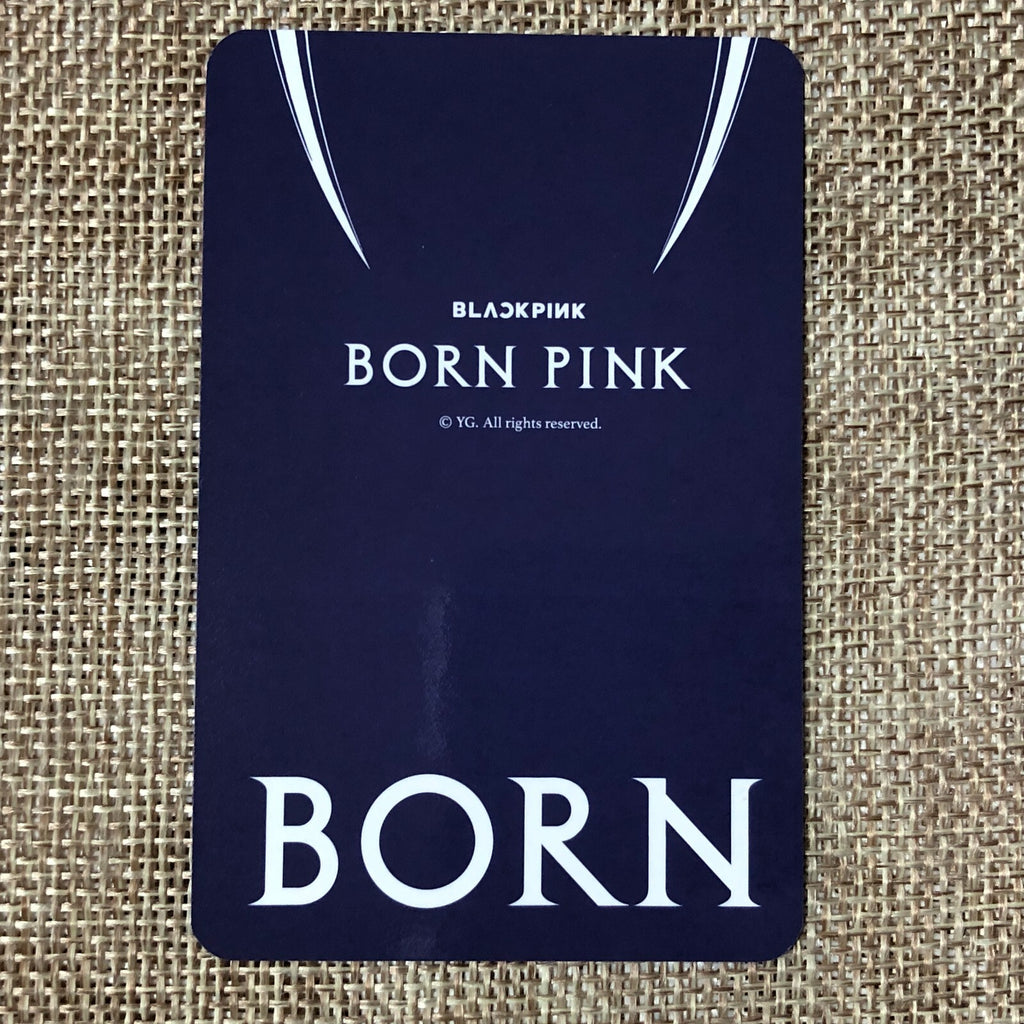 BLACKPINK
BORN PINK
© YG. All rights reserved.
BORN